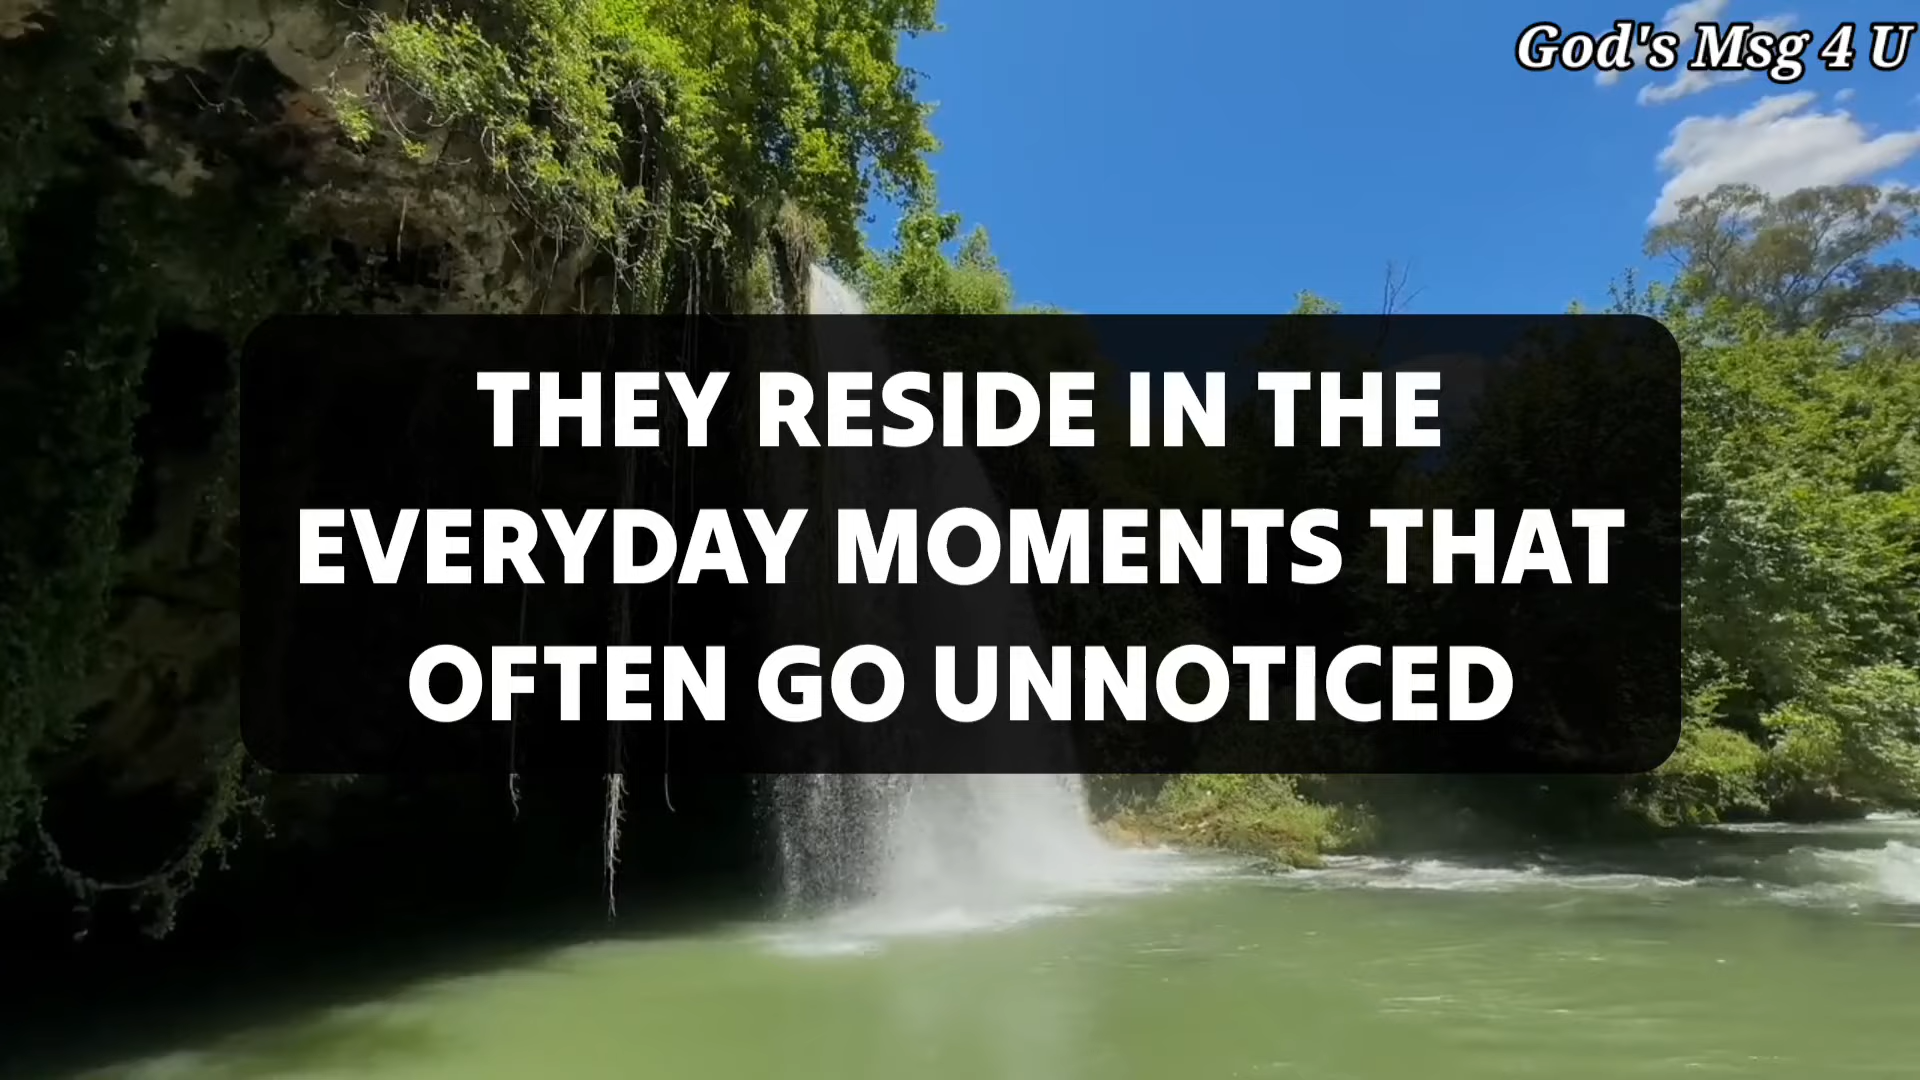 God's Msg 4 U
THEY RESIDE IN THE
EVERYDAY MOMENTS THAT
OFTEN GO UNNOTICED